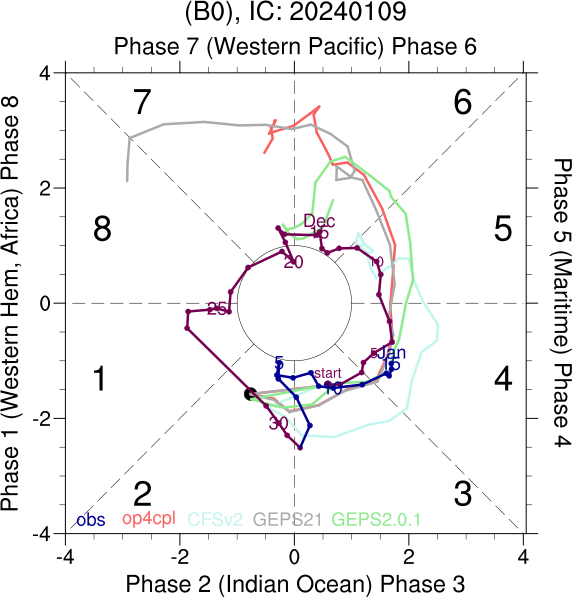 (B0), IC: 20240109
Phase 7 (Western Pacific) Phase 6
4
7
6
2
Dec
15
8
5
20
10
0
25
5
Jan
5
15
start
10
1
4
-2
30
2
3
obs op4cpl CFSv2 GEPS21 GEPS2.0.1
-4
-4 -2 0 2 4
Phase 2 (Indian Ocean) Phase 3
Phase 1 (Western Hem, Africa) Phase 8
Phase 5 (Maritime) Phase 4